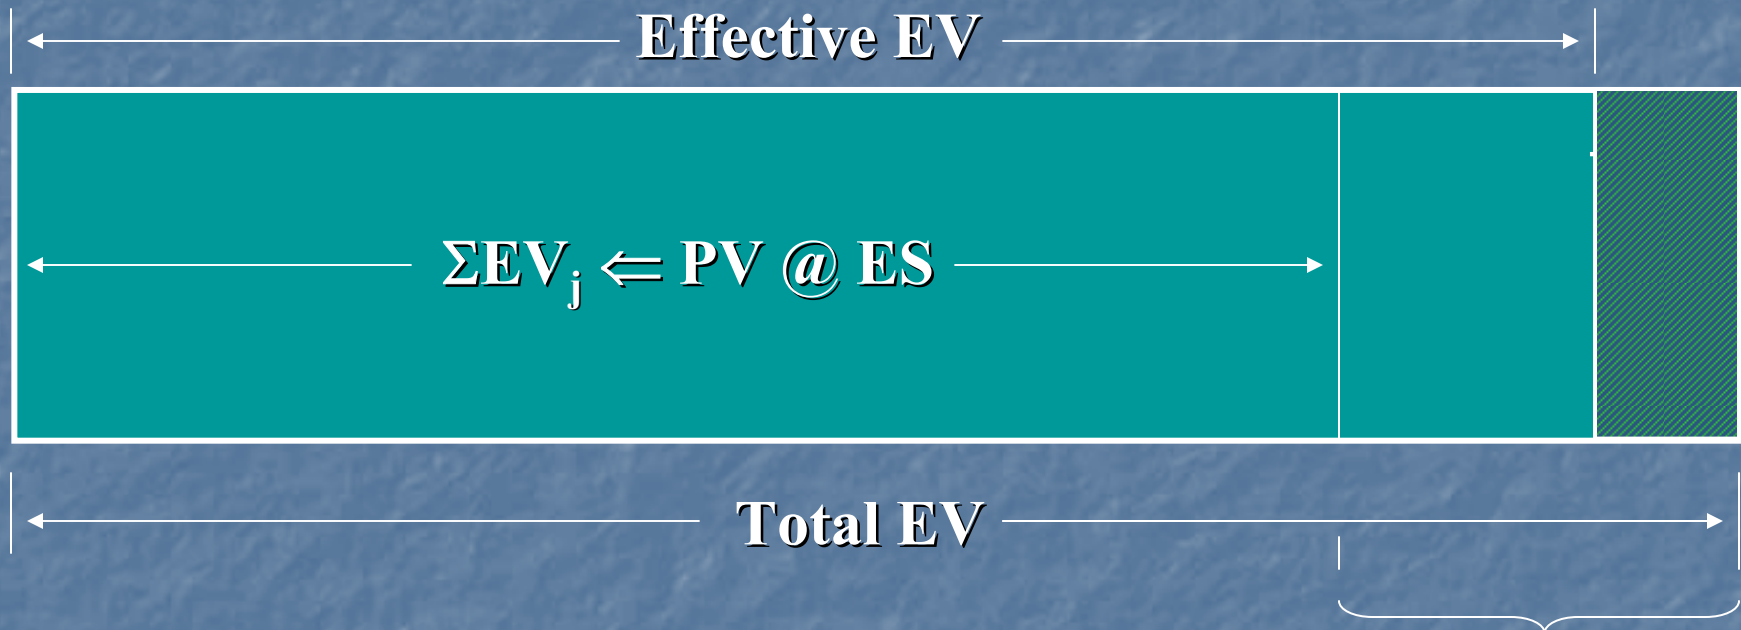 Effective EV
ΣEVj ⇐ PV @ ES
Total EV